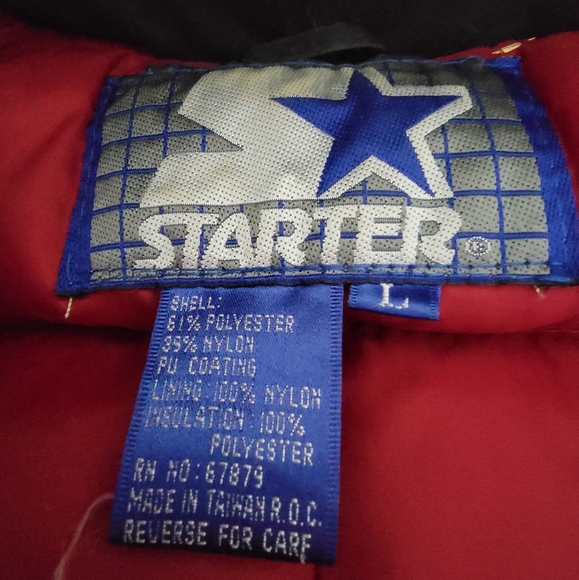 STARTER ®
L
SHELL:
61% POLYESTER
39% NYLON
PU COATING
LINING 100% NYLON
INSULATION:100%
POLYESTER
RN NO:67879
MADE IN TAIWAN R.O.C.
REVERSE FOR CARE